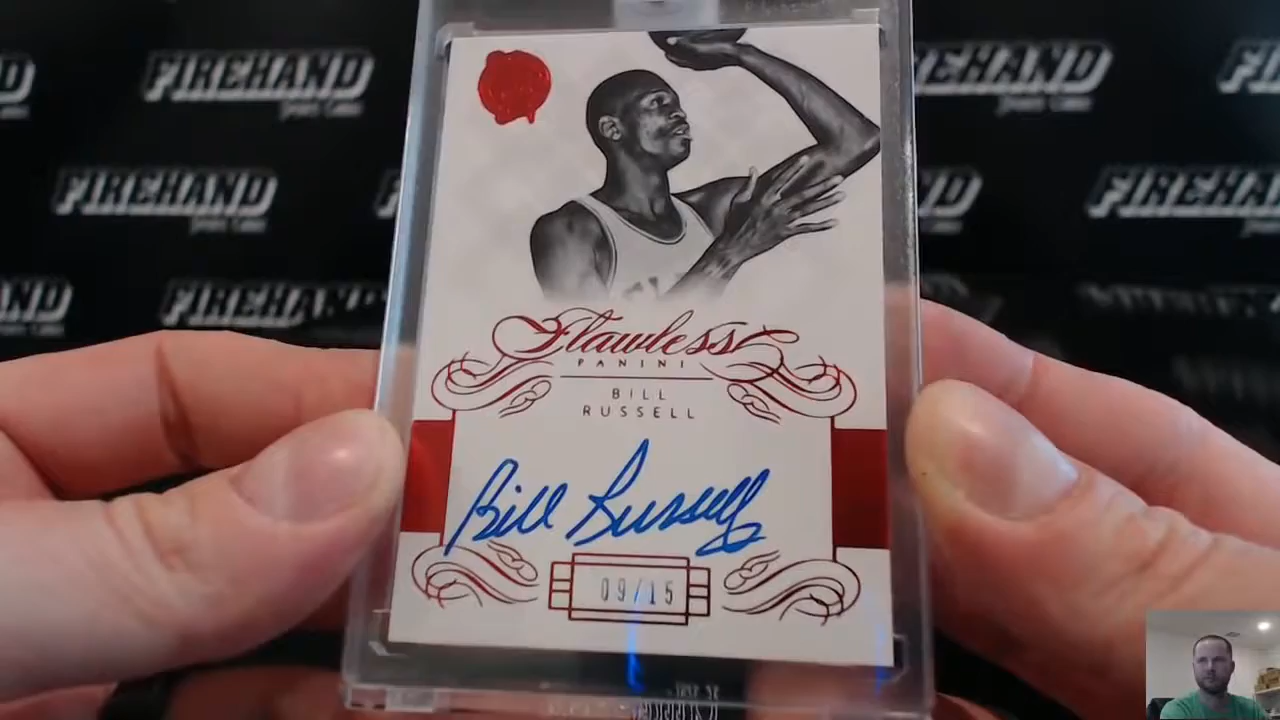 FIREHAND
FIREHAND
FIREHAND
FIREHAND
FIREHAND
FIREHAND
Flawless
PANINI
BILL
RUSSELL
Bill Russell
09/15